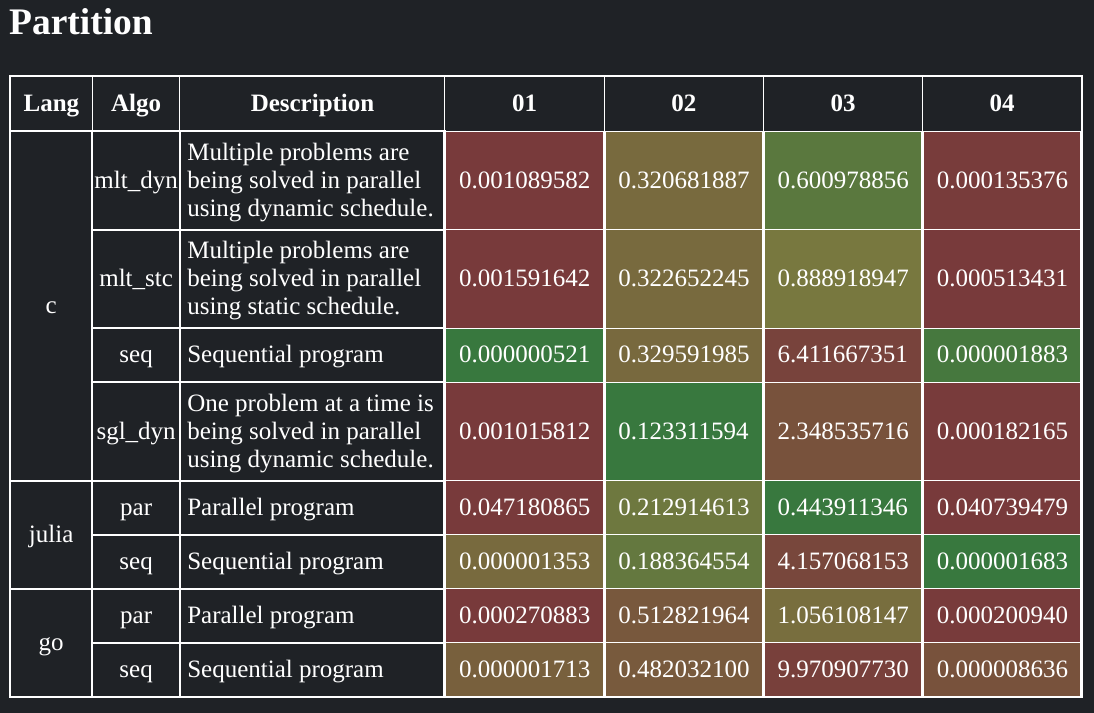 Partition
Lang Algo Description 01 02 03 04
c
mlt_dyn
Multiple problems are
being solved in parallel
using dynamic schedule.
0.001089582 0.320681887 0.600978856 0.000135376
mlt_stc
Multiple problems are
being solved in parallel
using static schedule.
0.001591642 0.322652245 0.888918947 0.000513431
seq Sequential program 0.000000521 0.329591985 6.411667351 0.000001883
sgl_dyn
One problem at a time is
being solved in parallel
using dynamic schedule.
0.001015812 0.123311594 2.348535716 0.000182165
julia
par Parallel program 0.047180865 0.212914613 0.443911346 0.040739479
seq Sequential program 0.000001353 0.188364554 4.157068153 0.000001683
go
par Parallel program 0.000270883 0.512821964 1.056108147 0.000200940
seq Sequential program 0.000001713 0.482032100 9.970907730 0.000008636